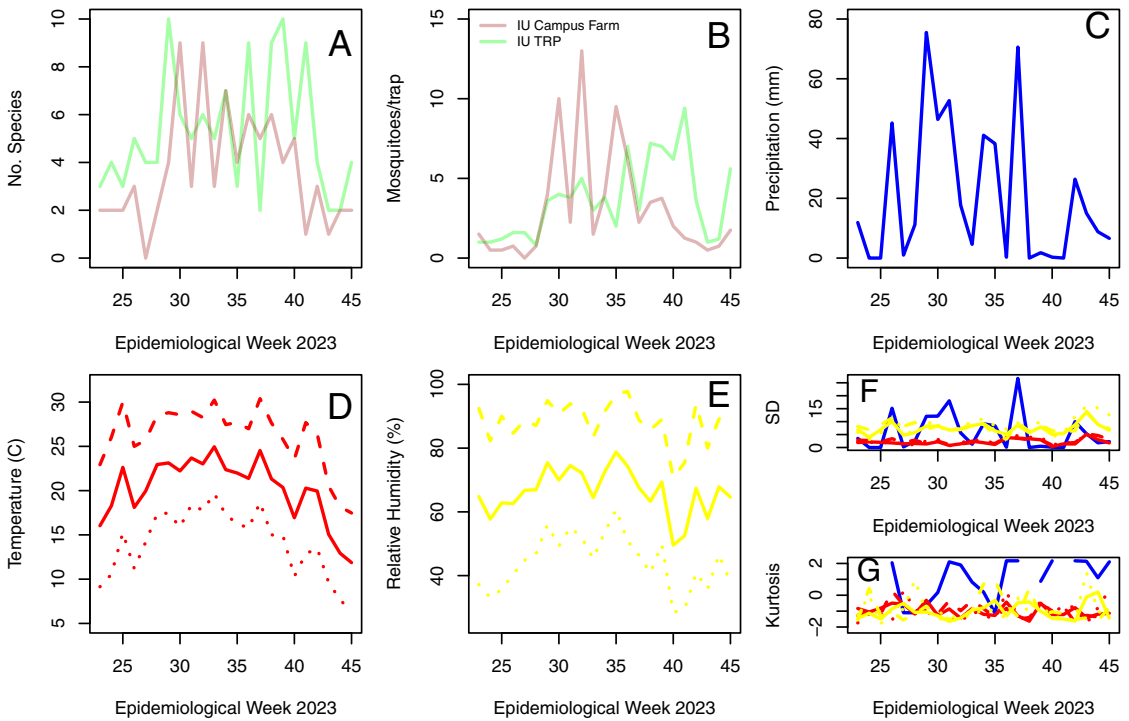 A
No. Species
0
2
4
6
8
10
25
30
35
40
45
Epidemiological Week 2023
IU Campus Farm
IU TRP
B
Mosquitoes/trap
0
5
10
15
25
30
35
40
45
Epidemiological Week 2023
C
Precipitation (mm)
0
20
40
60
80
25
30
35
40
45
Epidemiological Week 2023
D
Temperature (C)
5
10
15
20
25
30
25
30
35
40
45
Epidemiological Week 2023
E
Relative Humidity (%)
40
60
80
100
25
30
35
40
45
Epidemiological Week 2023
F
SD
0
15
25
30
35
40
45
Epidemiological Week 2023
G
Kurtosis
−2
0
2
25
30
35
40
45
Epidemiological Week 2023